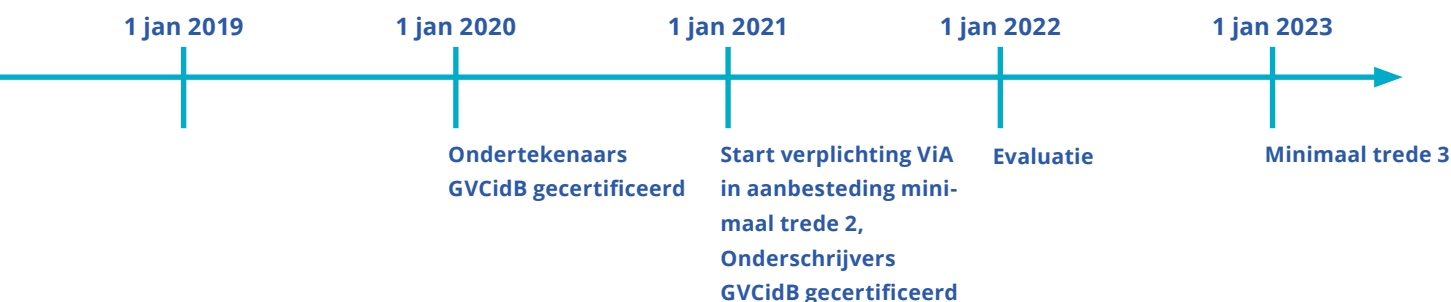 1 jan 2019
1 jan 2020
1 jan 2021
1 jan 2022
1 jan 2023
Ondertekenaars
GVCidB gecertificeerd
Start verplichting ViA
in aanbesteding mini-
maal trede 2,
Onderschrijvers
GVCidB gecertificeerd
Evaluatie
Minimaal trede 3